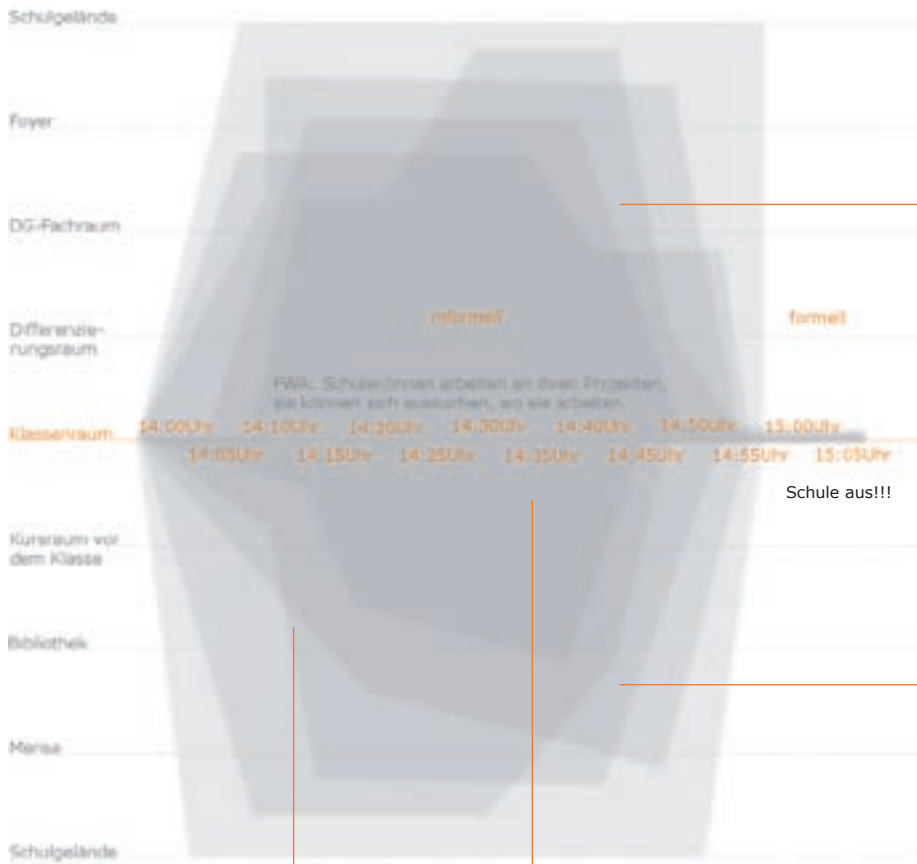 Schulgelände
Foyer
DG-Fachraum
Differenzie-
rungsraum
informell
formell
FWA: Schüler/innen arbeiten an ihren Projekten,
sie können sich aussuchen, wo sie arbeiten.
Klassenraum
14:00Uhr 14:10Uhr 14:20Uhr 14:30Uhr 14:40Uhr 14:50Uhr 15:00Uhr
14:05Uhr 14:15Uhr 14:25Uhr 14:35Uhr 14:45Uhr 14:55Uhr 15:05Uhr
Schule aus!!!
Kursraum vor
dem Klasse
Bibliothek
Mensa
Schulgelände